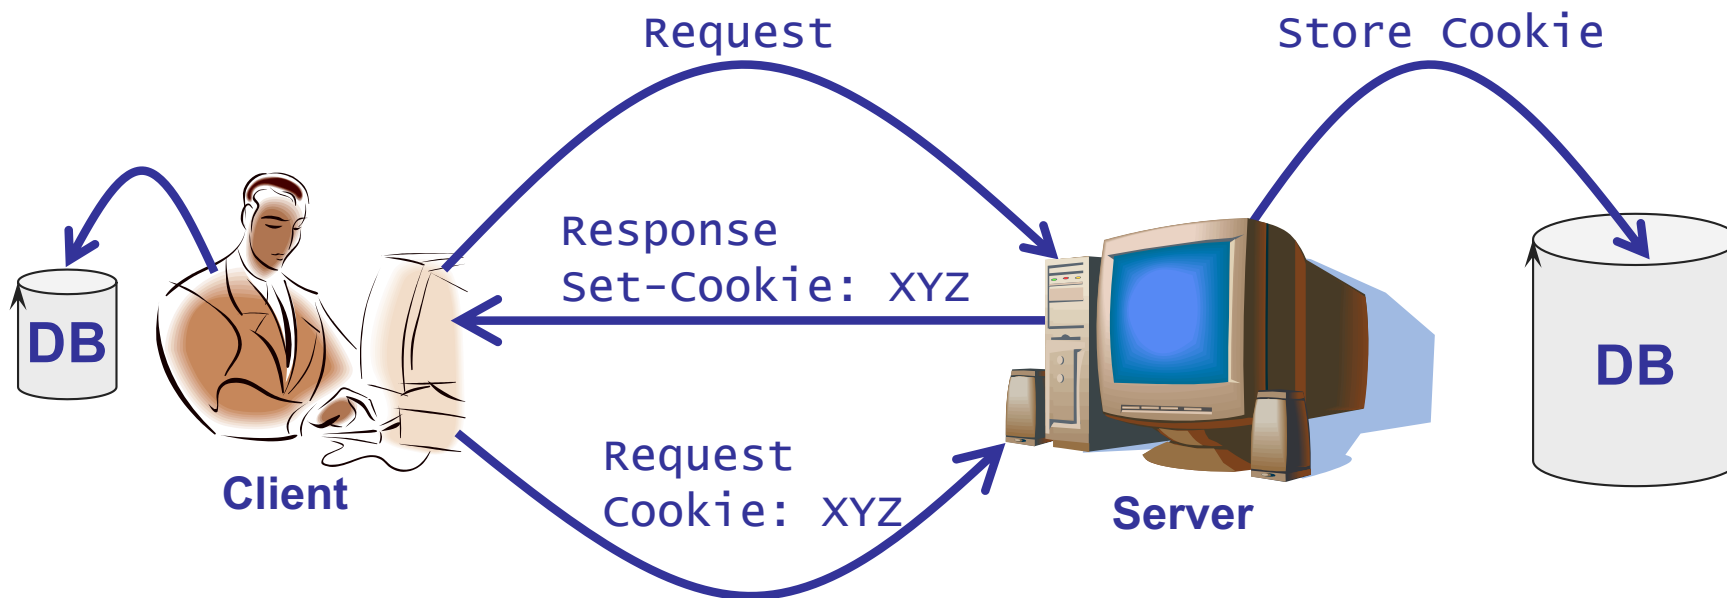 Request
Store Cookie
Response
Set-Cookie: XYZ
DB
DB
Request
Cookie: XYZ
Client
Server